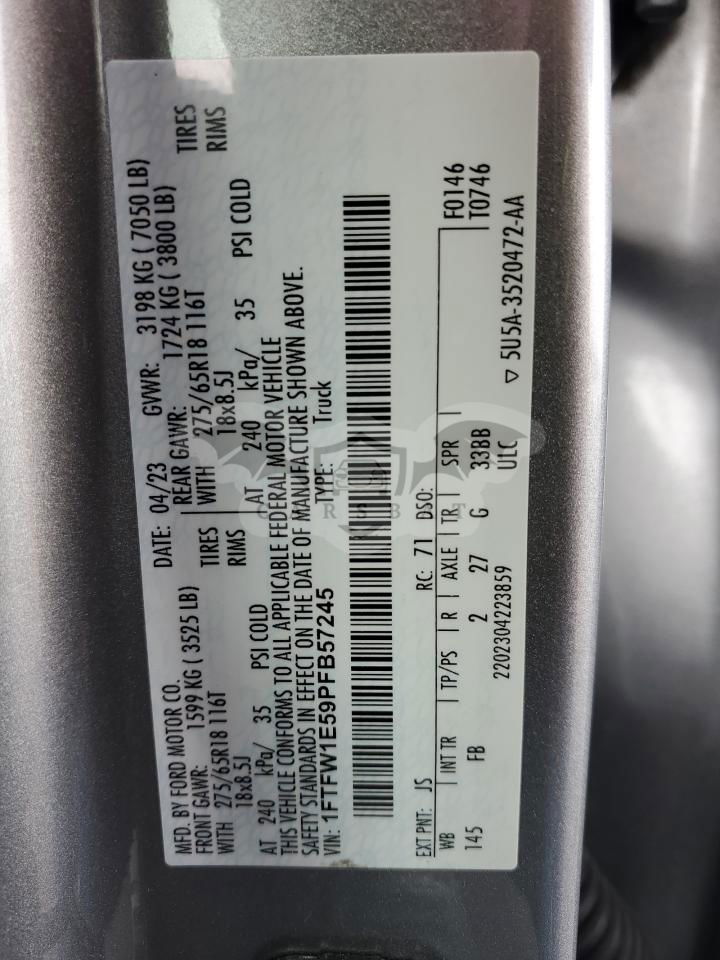 MFD. BY FORD MOTOR CO.
DATE: 04/23 GVWR: 3198 KG ( 7050 LB)
FRONT GAWR: 1599 KG ( 3525 LB)
REAR GAWR: 1724 KG ( 3800 LB)
WITH 275/65R18 116T TIRES
WITH 275/65R18 116T TIRES
18x8.5J RIMS
18x8.5J RIMS
AT 240 kPa/ 35 PSI COLD
AT 240 kPa/ 35 PSI COLD
THIS VEHICLE CONFORMS TO ALL APPLICABLE FEDERAL MOTOR VEHICLE
SAFETY STANDARDS IN EFFECT ON THE DATE OF MANUFACTURE SHOWN ABOVE.
VIN: 1FTFW1E59PFB57245 TYPE: Truck
EXT PNT: JS RC: 71 DSO: F0146
T0746
WB INT TR TP/PS R AXLE TR SPR
145 FB 2 27 G 33BB
2202304223859 ULC ▽ 5U5A-3520472-AA